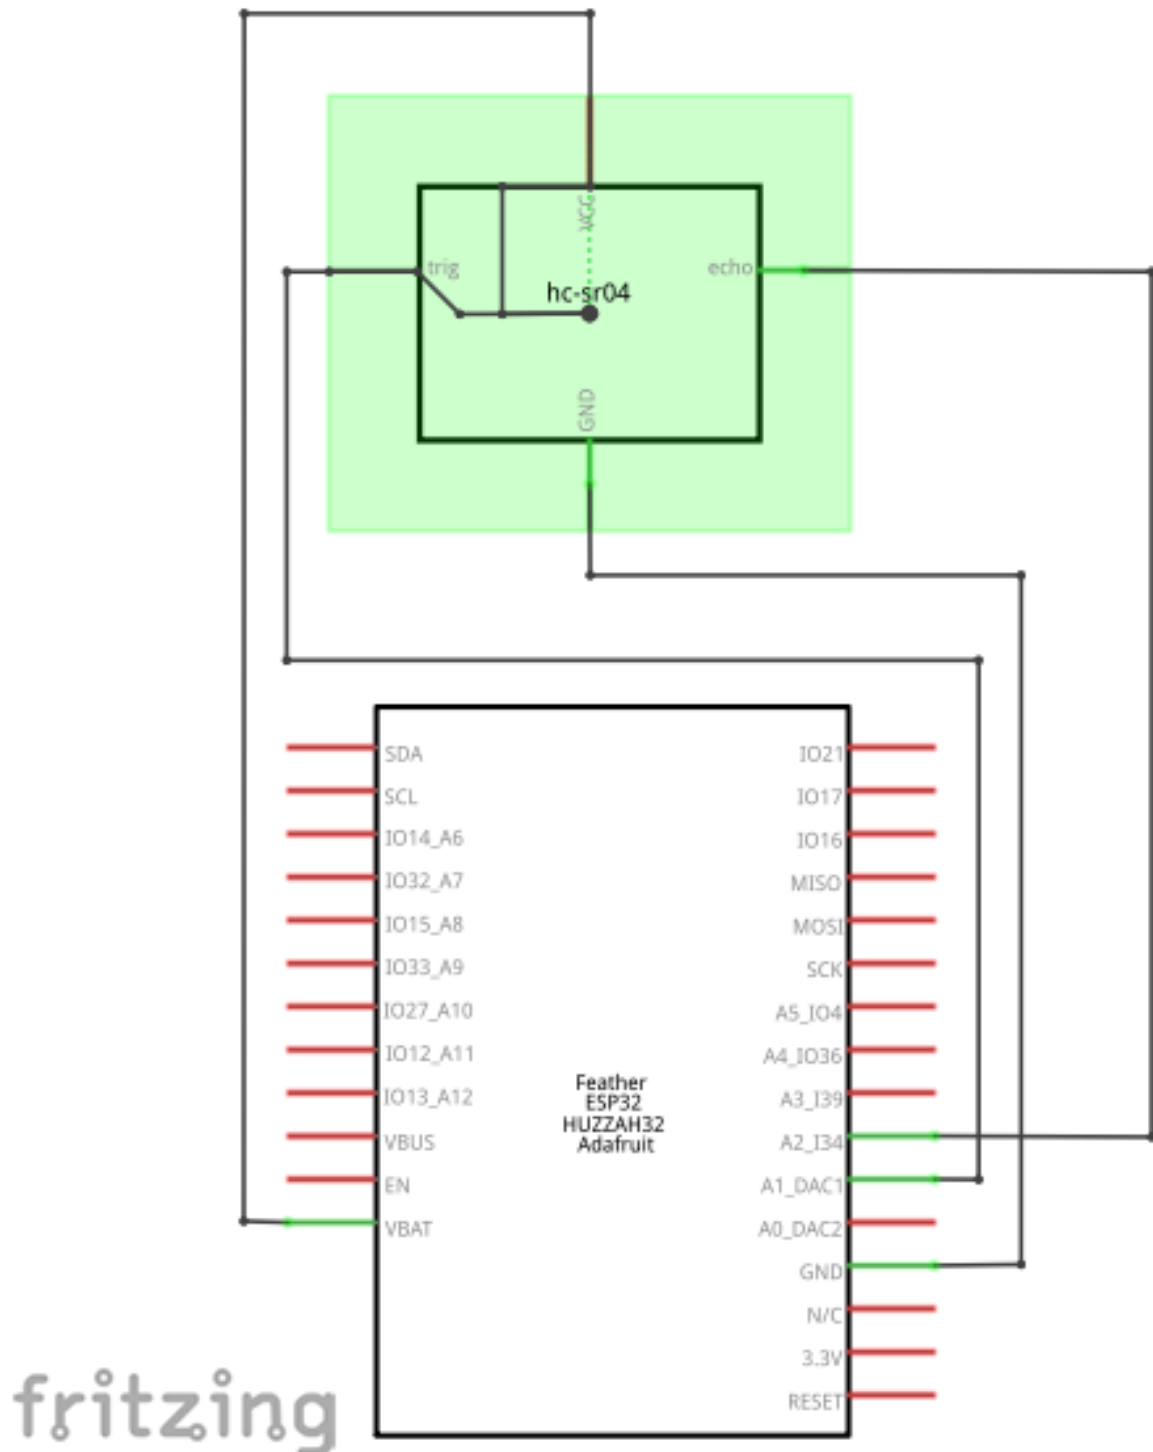 VCC
trig
echo
hc-sr04
GND
SDA
SCL
IO14_A6
IO32_A7
IO15_A8
IO33_A9
IO27_A10
IO12_A11
IO13_A12
VBUS
EN
VBAT
Feather
ESP32
HUZZAH32
Adafruit
IO21
IO17
IO16
MISO
MOSI
SCK
A5_IO4
A4_IO36
A3_I39
A2_I34
A1_DAC1
A0_DAC2
GND
N/C
3.3V
RESET
fritzing